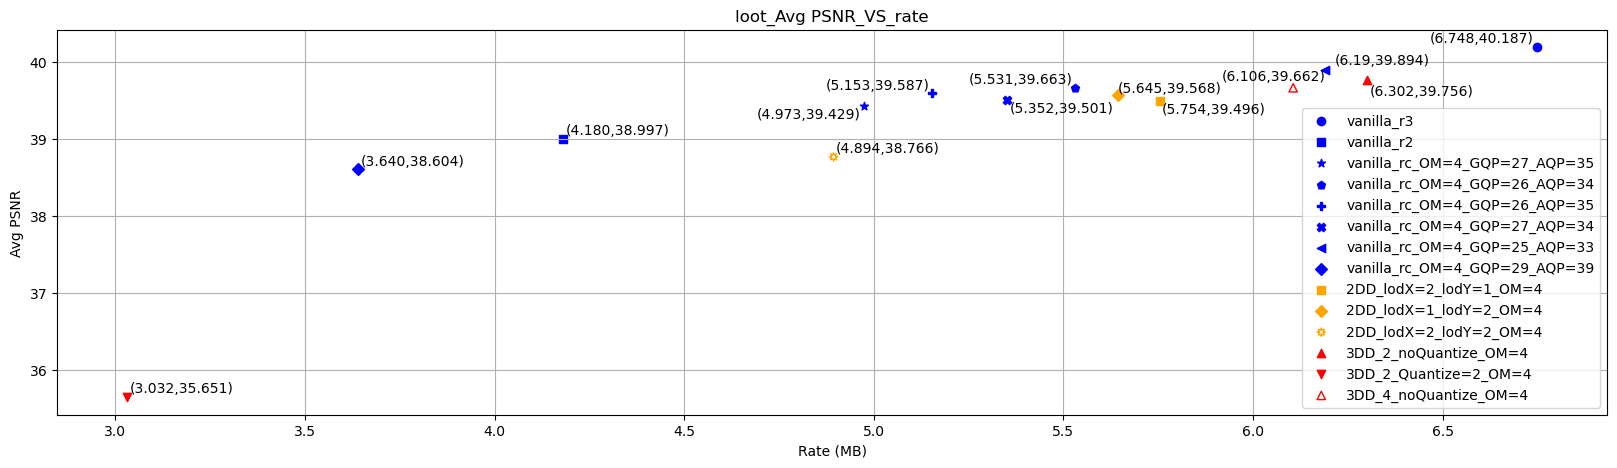 loot_Avg PSNR_VS_rate
(6.748,40.187)
(6.19,39.894)
(5.531,39.663)
(6.106,39.662)
(5.153,39.587)
(5.645,39.568)
(6.302,39.756)
(4.973,39.429)
(5.352,39.501)
(5.754,39.496)
(4.180,38.997)
(4.894,38.766)
(3.640,38.604)
(3.032,35.651)
40
39
38
37
36
Avg PSNR
vanilla_r3
vanilla_r2
vanilla_rc_OM=4_GQP=27_AQP=35
vanilla_rc_OM=4_GQP=26_AQP=34
vanilla_rc_OM=4_GQP=26_AQP=35
vanilla_rc_OM=4_GQP=27_AQP=34
vanilla_rc_OM=4_GQP=25_AQP=33
vanilla_rc_OM=4_GQP=29_AQP=39
2DD_lodX=2_lodY=1_OM=4
2DD_lodX=1_lodY=2_OM=4
2DD_lodX=2_lodY=2_OM=4
3DD_2_noQuantize_OM=4
3DD_2_Quantize=2_OM=4
3DD_4_noQuantize_OM=4
3.0 3.5 4.0 4.5 5.0 5.5 6.0 6.5
Rate (MB)